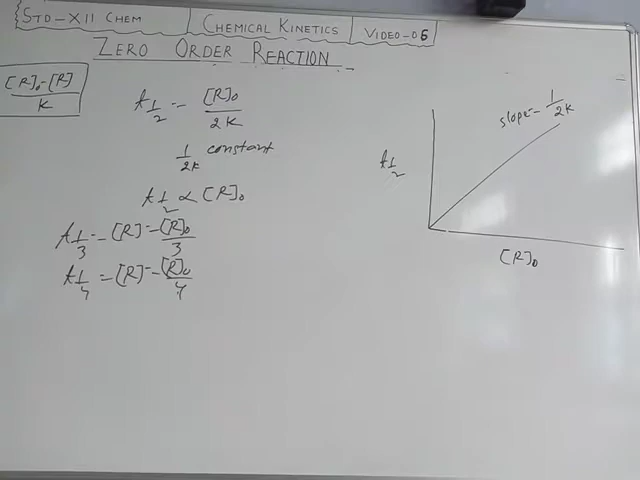 STD-XII CHEM
CHEMICAL KINETICS
VIDEO-06
ZERO ORDER REACTION
[R]₀-[R]
K
t½ = [R]₀
2K
1/2K constant
t½ ∝ [R]₀
t⅓ = [R] = [R]₀/3
t¼ = [R] = [R]₀/4
slope = 1/2k
t½
[R]₀